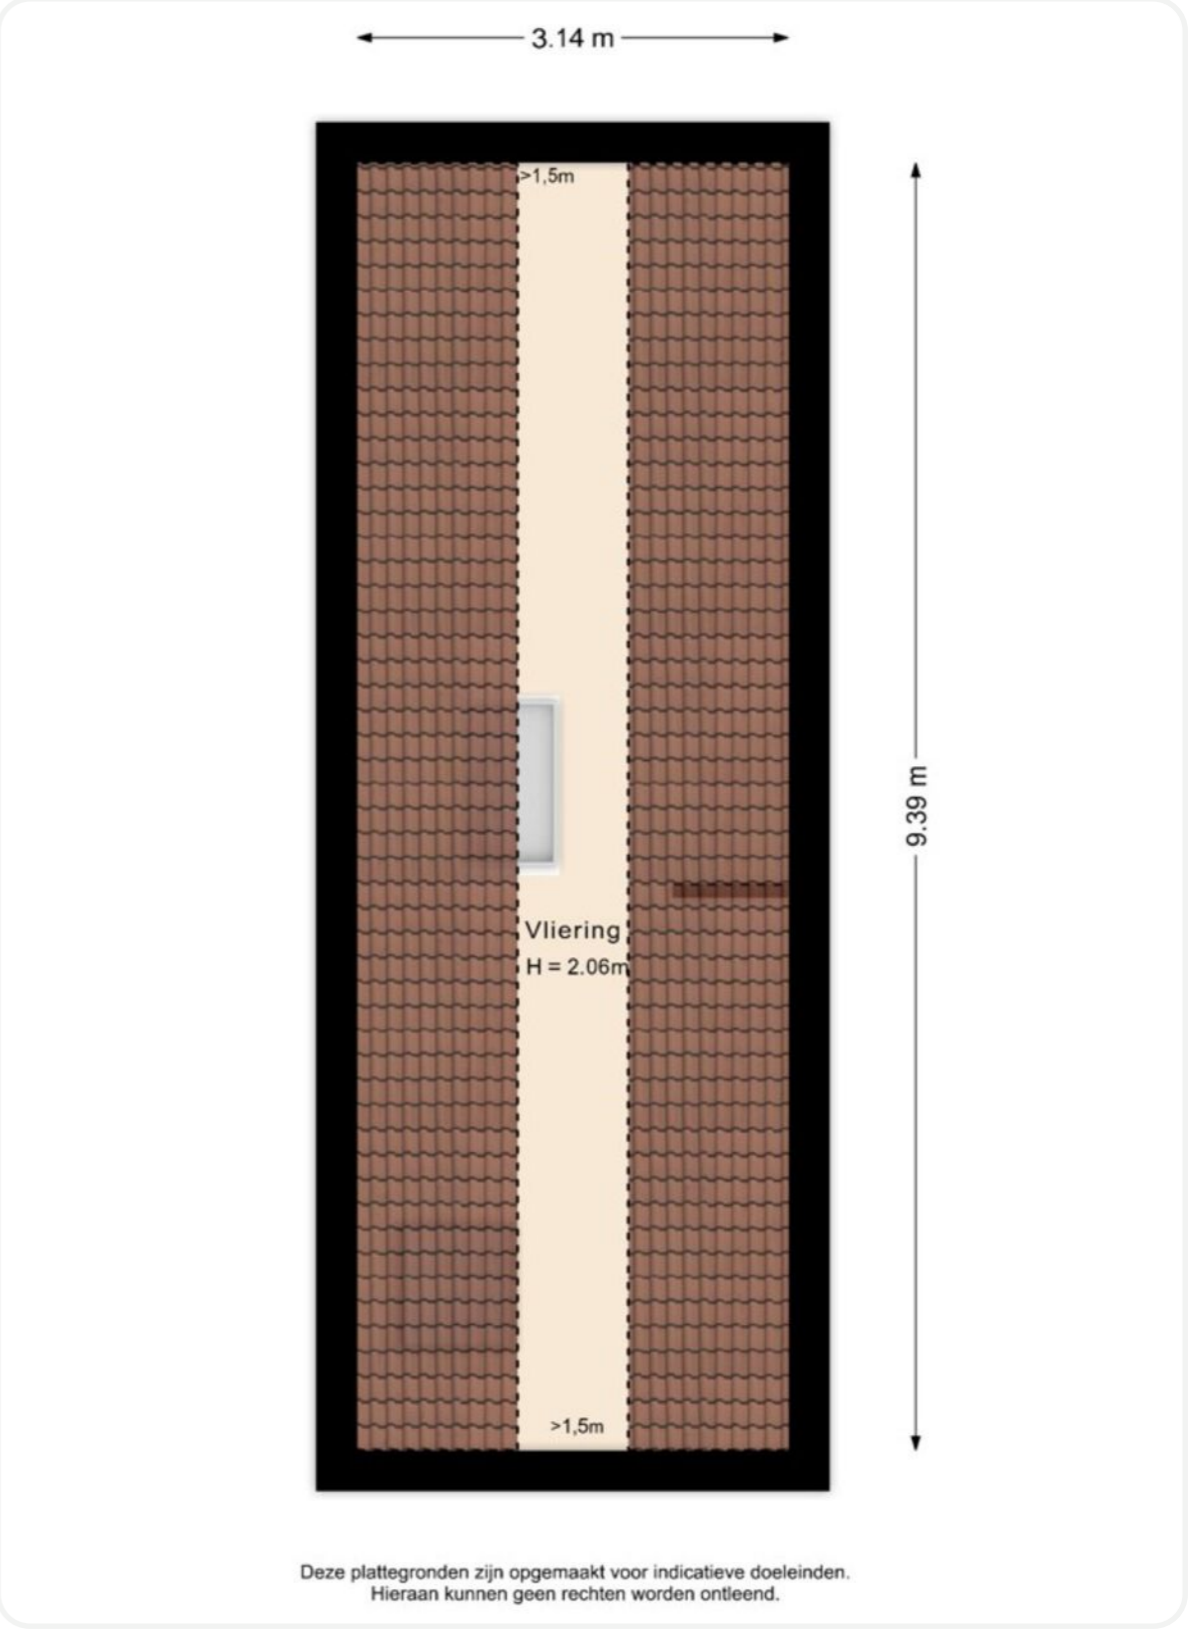 3.14 m
>1,5m
9.39 m
Vliering
H = 2.06m
>1,5m
Deze plattegronden zijn opgemaakt voor indicatieve doeleinden.
Hieraan kunnen geen rechten worden ontleend.